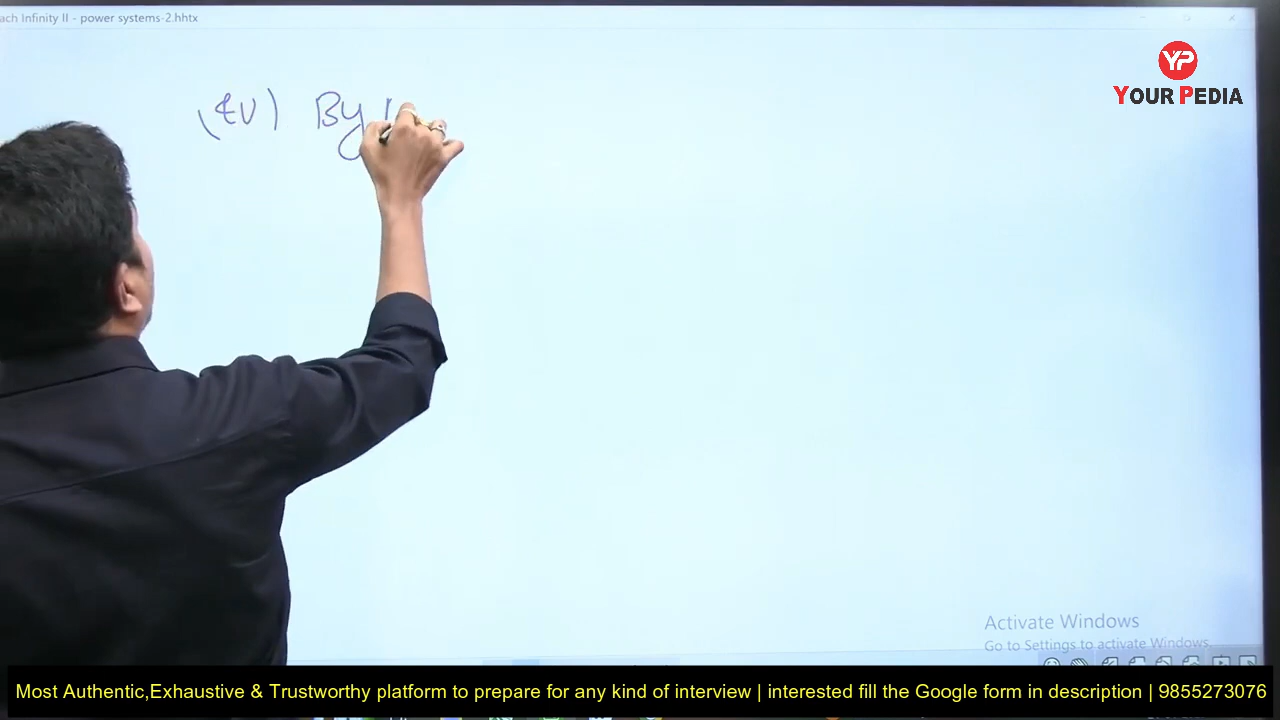 ach Infinity II - power systems-2.hhtx
YP
YOUR PEDIA
(iv) By
Activate Windows
Go to Settings to activate Windows.
Most Authentic,Exhaustive & Trustworthy platform to prepare for any kind of interview | interested fill the Google form in description | 9855273076